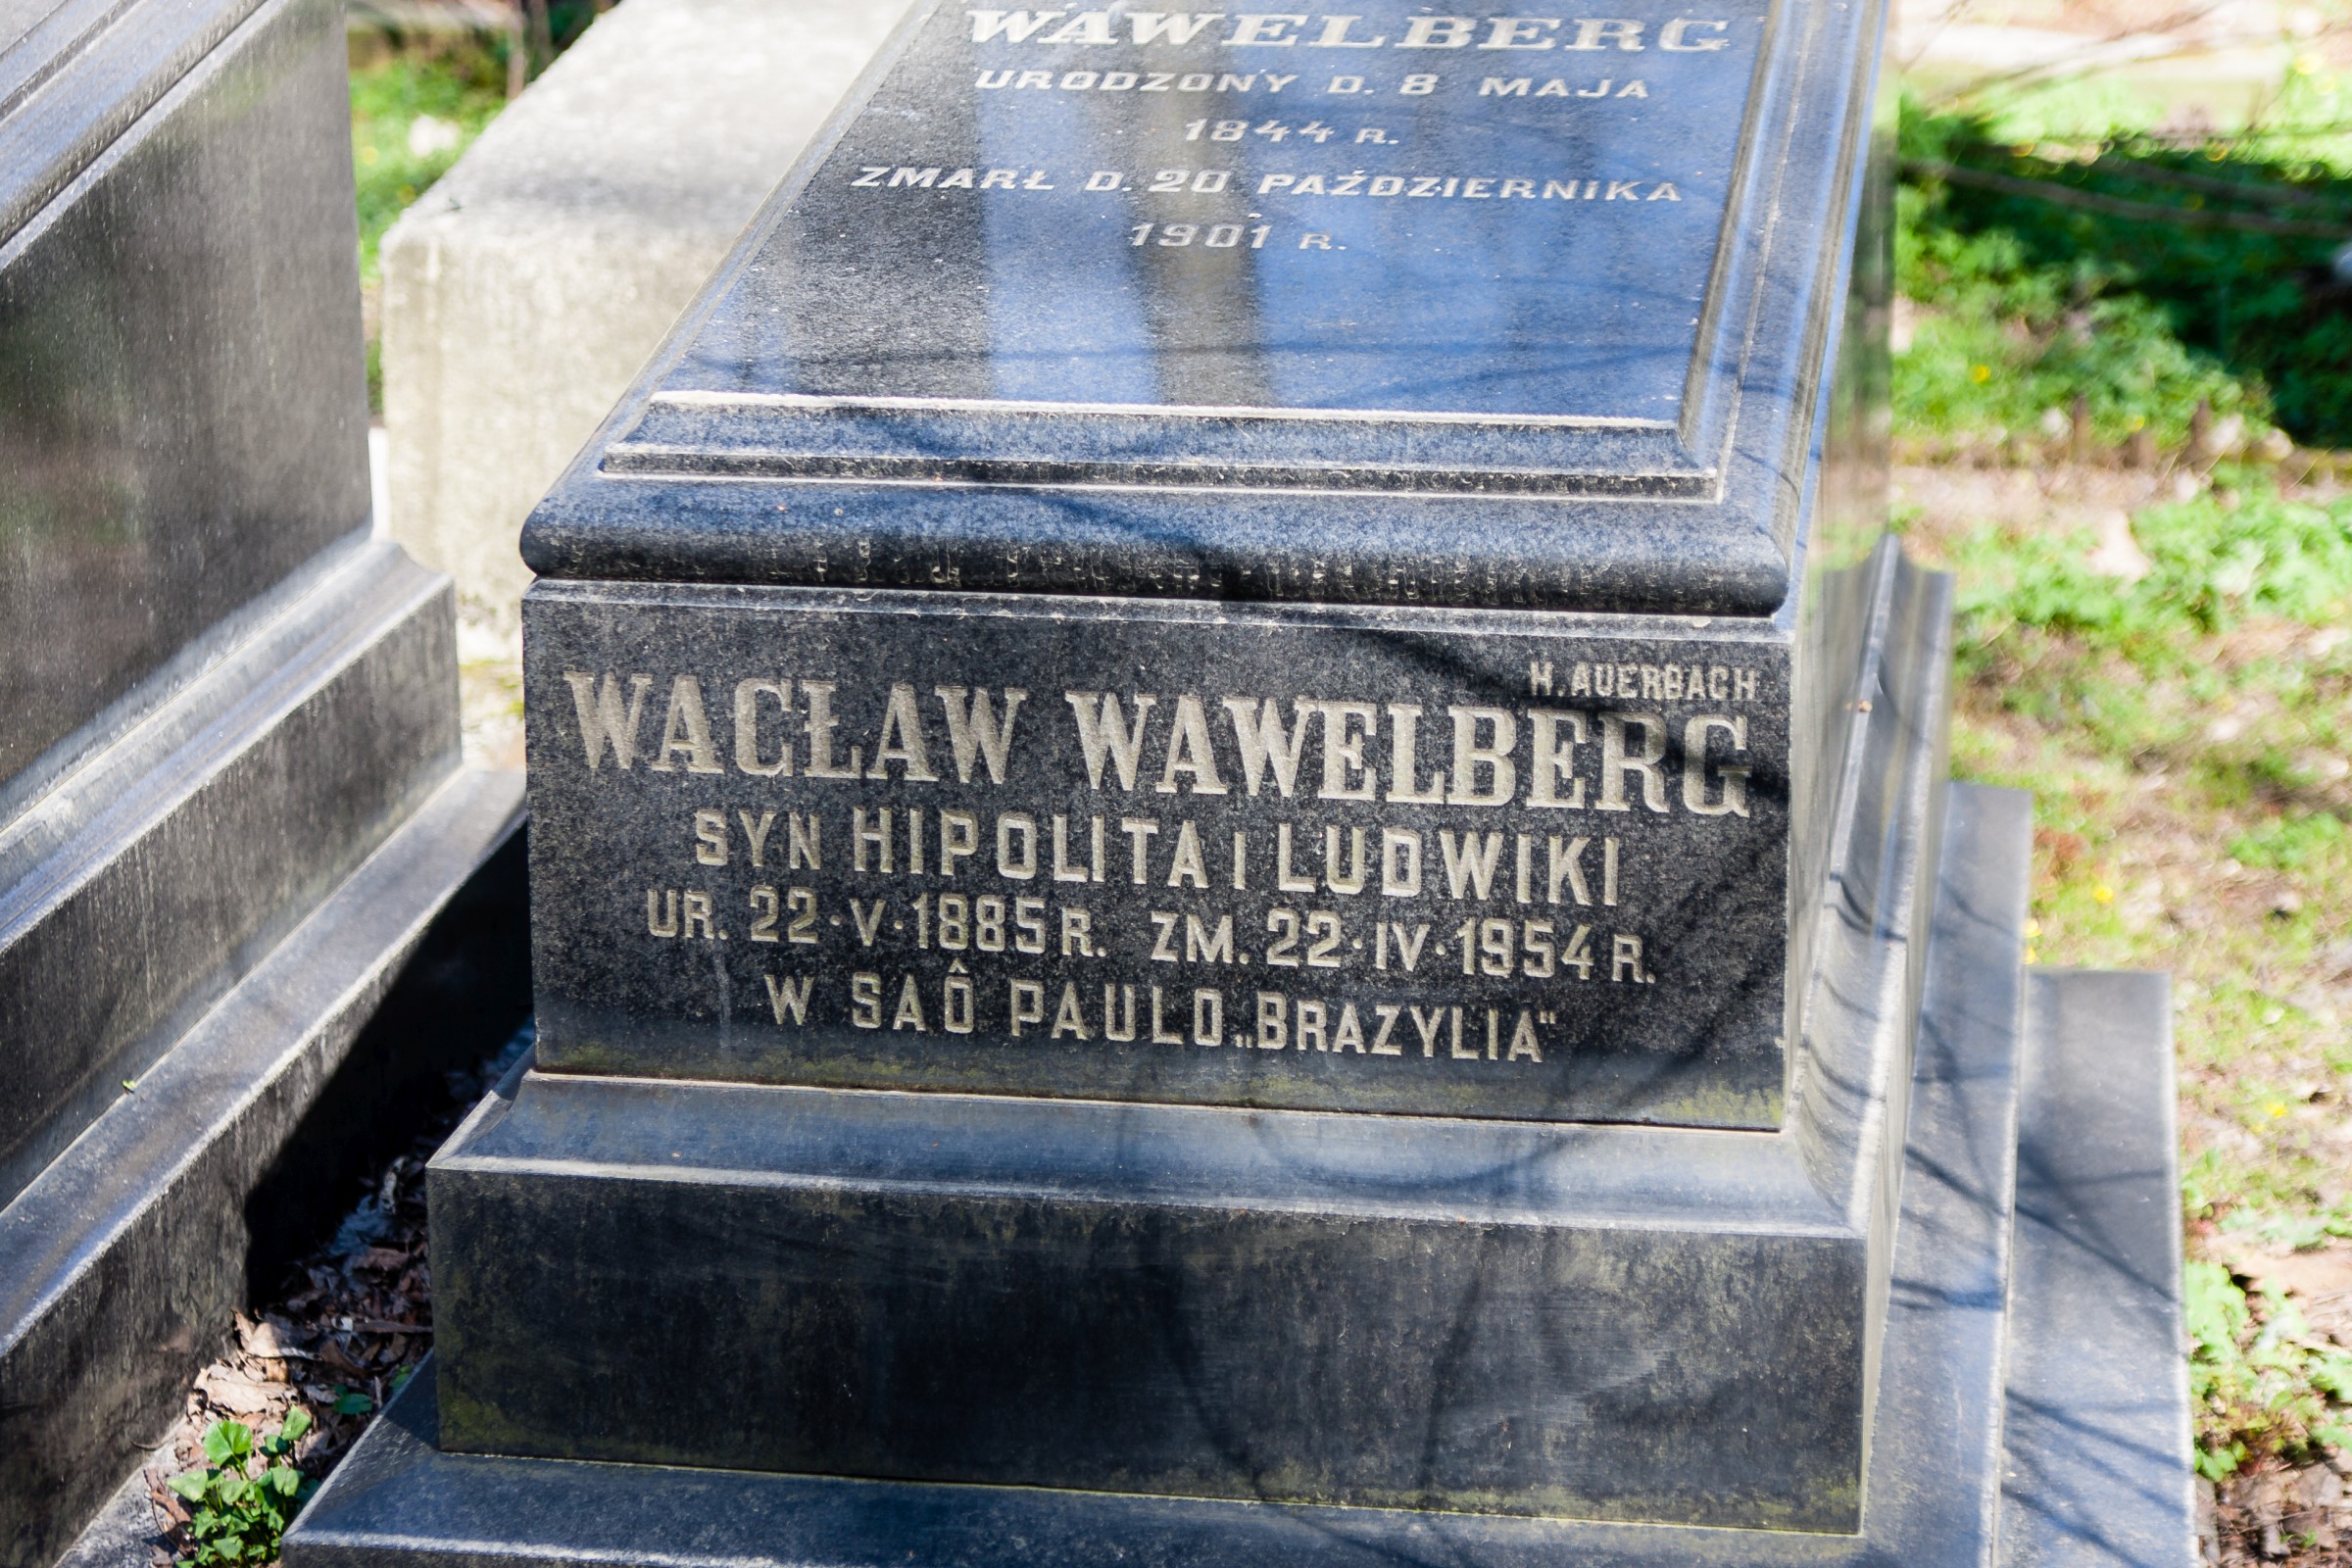 WAWELBERG
URODZONY D. 8 MAJA
1844 R.
ZMARŁ D. 20 PAŹDZIERNIKA
1901 R.
H. AUERBACH
WACŁAW WAWELBERG
SYN HIPOLITA I LUDWIKI
UR. 22·V·1885 R. ZM. 22·IV·1954 R.
W SAÔ PAULO „BRAZYLIA“